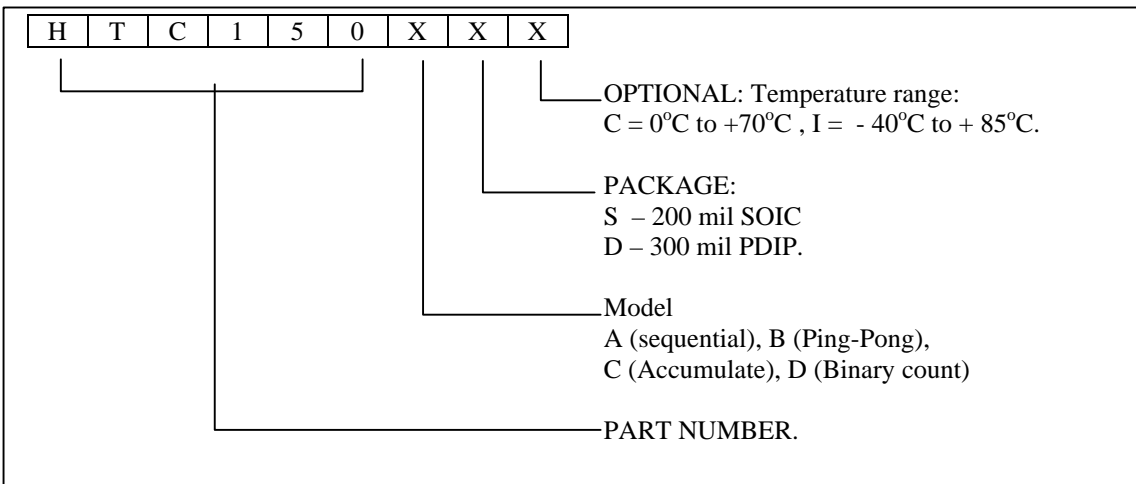 H T C 1 5 0 X X X
OPTIONAL: Temperature range:
C = 0°C to +70°C , I = - 40°C to + 85°C.
PACKAGE:
S – 200 mil SOIC
D – 300 mil PDIP.
Model
A (sequential), B (Ping-Pong),
C (Accumulate), D (Binary count)
PART NUMBER.